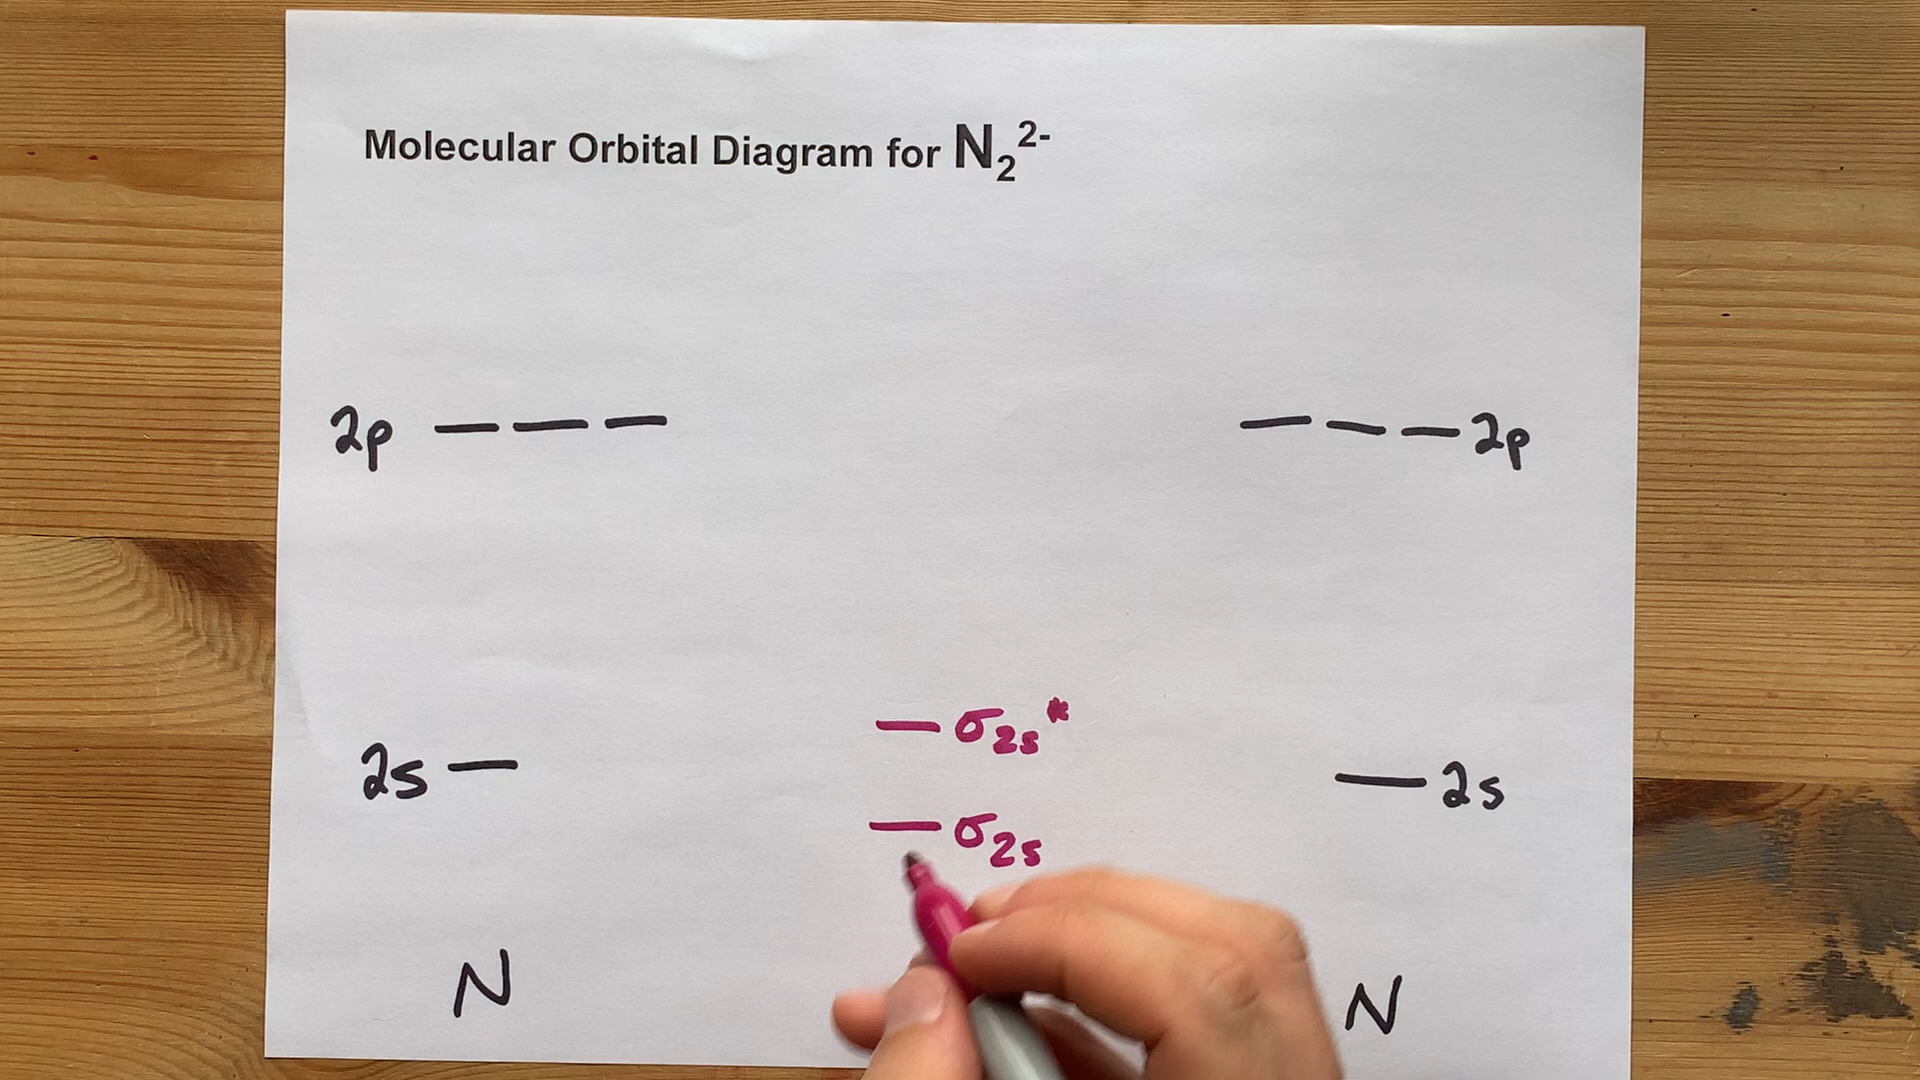 Molecular Orbital Diagram for N₂²⁻
2p — — — — — — 2p
— σ₂ₛ*
2s — — 2s
— σ₂ₛ
N N